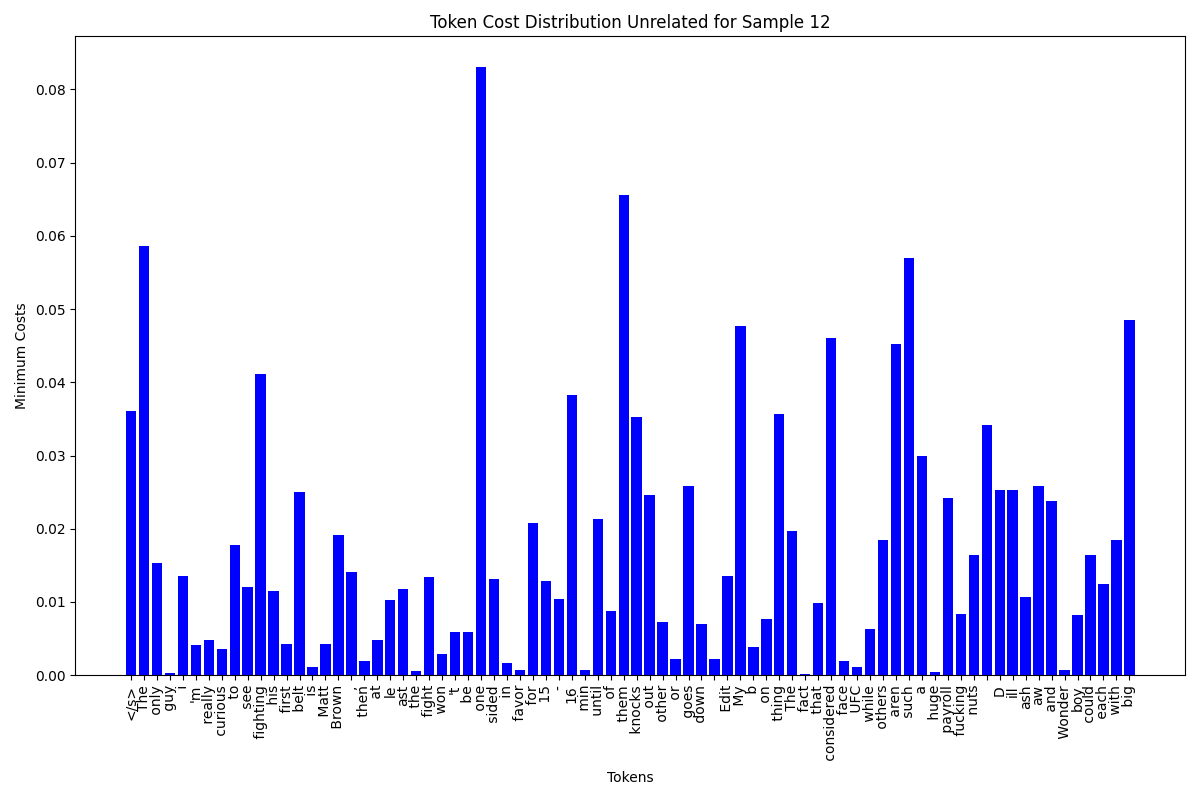 Token Cost Distribution Unrelated for Sample 12
Minimum Costs
0.08
0.07
0.06
0.05
0.04
0.03
0.02
0.01
0.00
</s>
The
only
guy
I
'm
really
curious
to
see
fighting
his
first
belt
is
Matt
Brown
,
then
at
le
ast
the
fight
won
't
be
one
sided
in
favor
for
15
-
16
min
until
of
them
knocks
out
other
or
goes
down
Edit
My
b
on
thing
The
fact
that
considered
face
UFC
while
others
aren
such
a
huge
payroll
fucking
nuts
D
ill
ash
aw
and
Wonder
boy
could
each
with
big
Tokens